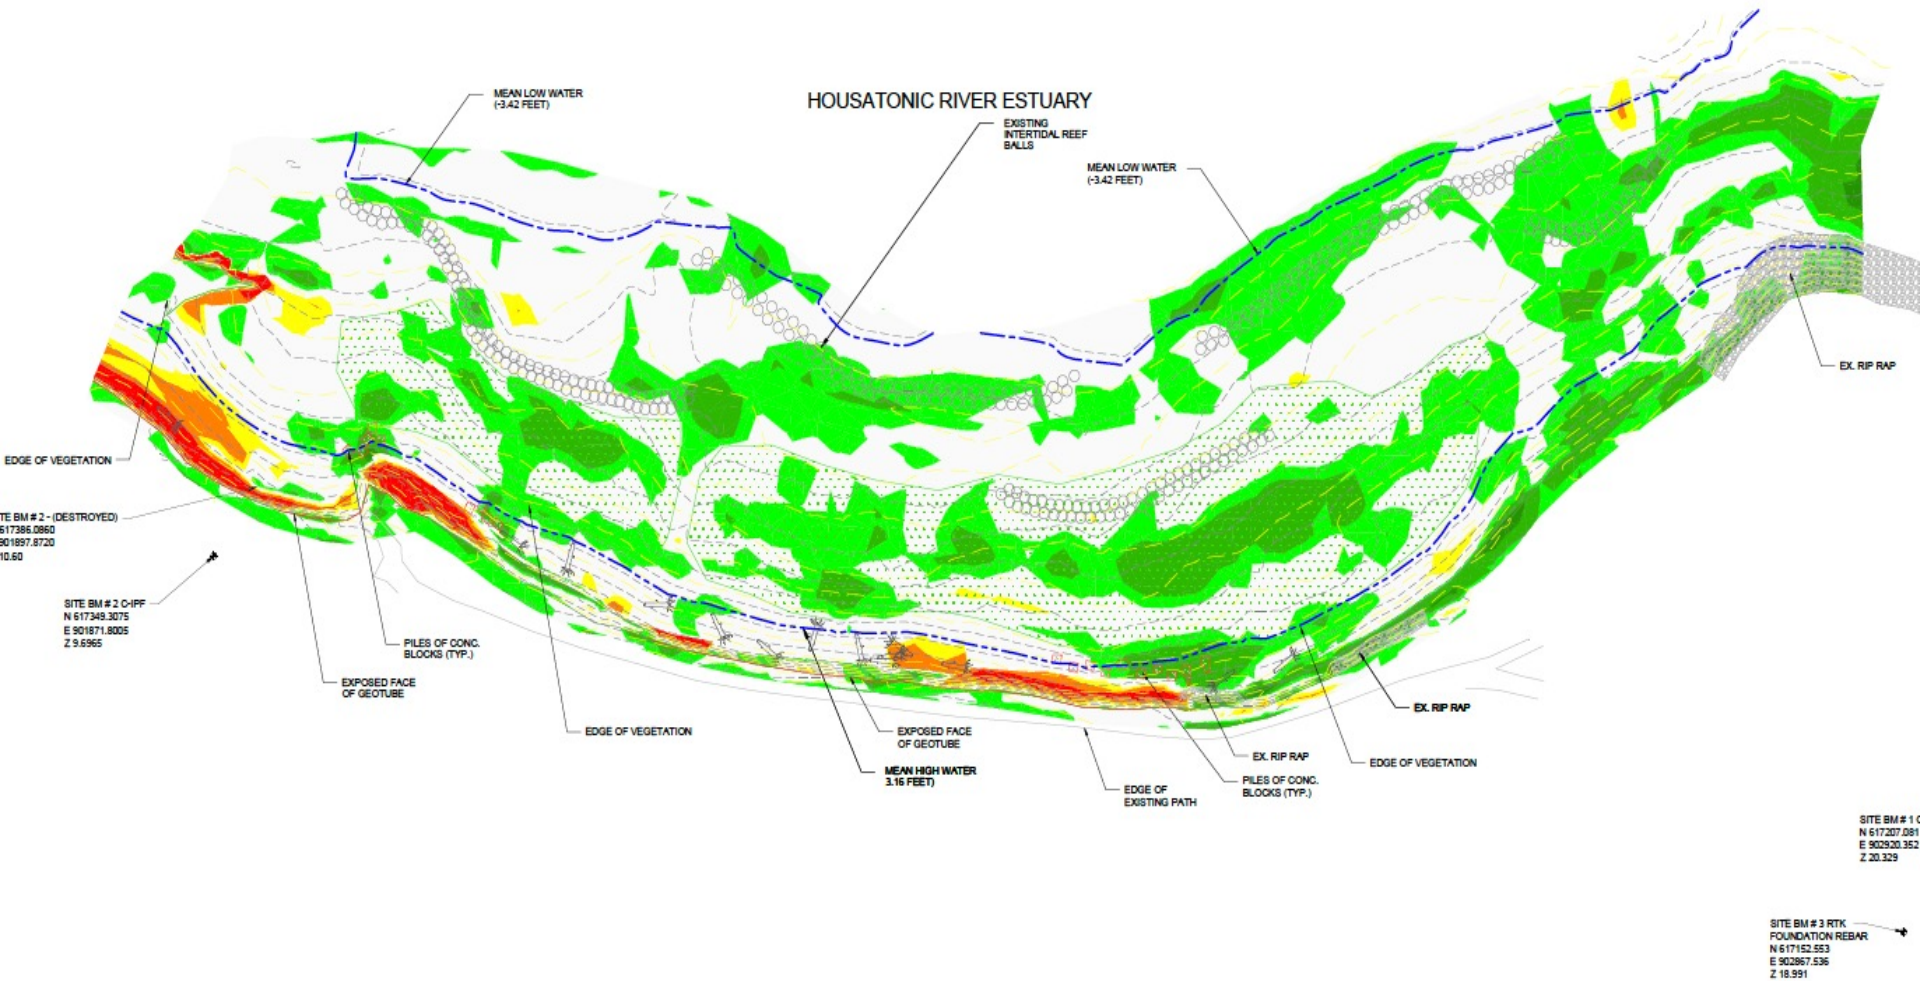 MEAN LOW WATER
(-3.42 FEET)
HOUSATONIC RIVER ESTUARY
EXISTING
INTERTIDAL REEF
BALLS
MEAN LOW WATER
(-3.42 FEET)
EX. RIP RAP
EDGE OF VEGETATION
TE BM # 2 - (DESTROYED)
617386.0860
901897.8720
10.60
SITE BM # 2 C-IPF
N 617349.3075
E 901871.8005
Z 9.6965
PILES OF CONC.
BLOCKS (TYP.)
EXPOSED FACE
OF GEOTUBE
EDGE OF VEGETATION
EXPOSED FACE
OF GEOTUBE
MEAN HIGH WATER
3.16 FEET)
EDGE OF
EXISTING PATH
EX. RIP RAP
PILES OF CONC.
BLOCKS (TYP.)
EX. RIP RAP
EDGE OF VEGETATION
SITE BM # 1 C
N 617207.081
E 902920.352
Z 20.329
SITE BM # 3 RTK
FOUNDATION REBAR
N 617152.553
E 902867.536
Z 18.991